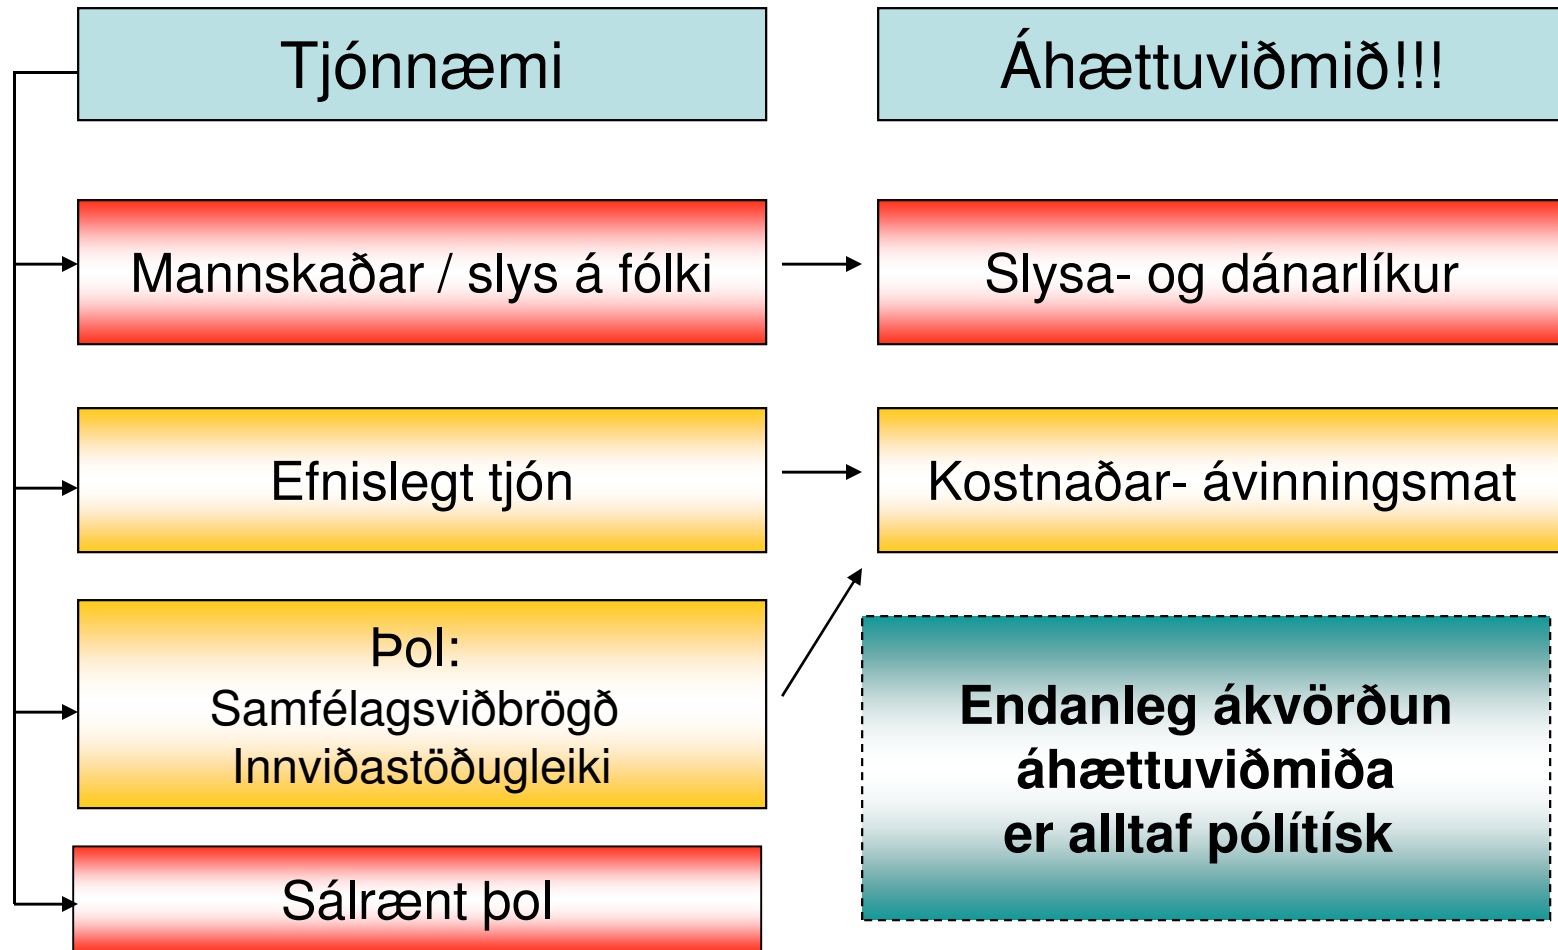 Tjónnæmi
Áhættuviðmið!!!
Mannskaðar / slys á fólki
Slysa- og dánarlíkur
Efnislegt tjón
Kostnaðar- ávinningsmat
Þol:
Samfélagsviðbrögð
Innviðastöðugleiki
Endanleg ákvörðun
áhættuviðmiða
er alltaf pólítísk
Sálrænt þol